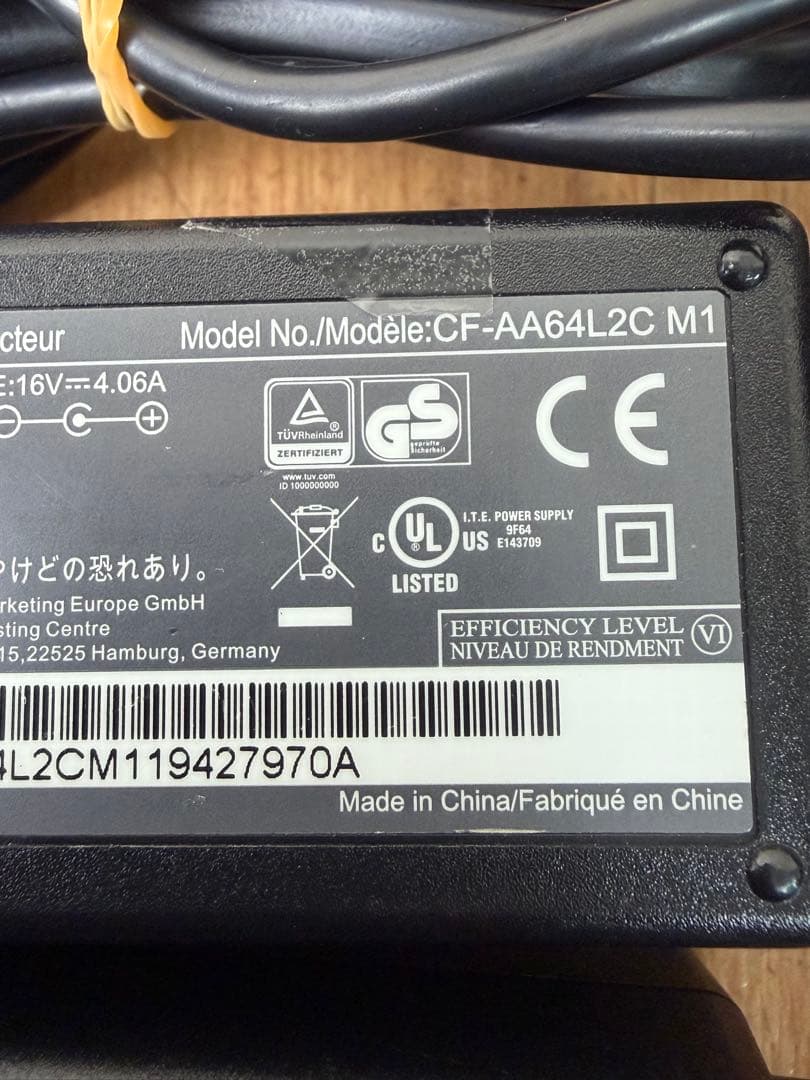 cteur
Model No./Modèle:CF-AA64L2C M1
E:16V⎓4.06A
TÜVRheinland®
ZERTIFIZIERT
GS
geprüfte
Sicherheit
CE
www.tuv.com
ID 1000000000
C UL® US
LISTED
I.T.E. POWER SUPPLY
9F64
E143709
やけどの恐れあり。
rketing Europe GmbH
sting Centre
15,22525 Hamburg, Germany
EFFICIENCY LEVEL VI
NIVEAU DE RENDMENT
4L2CM119427970A
Made in China/Fabriqué en Chine